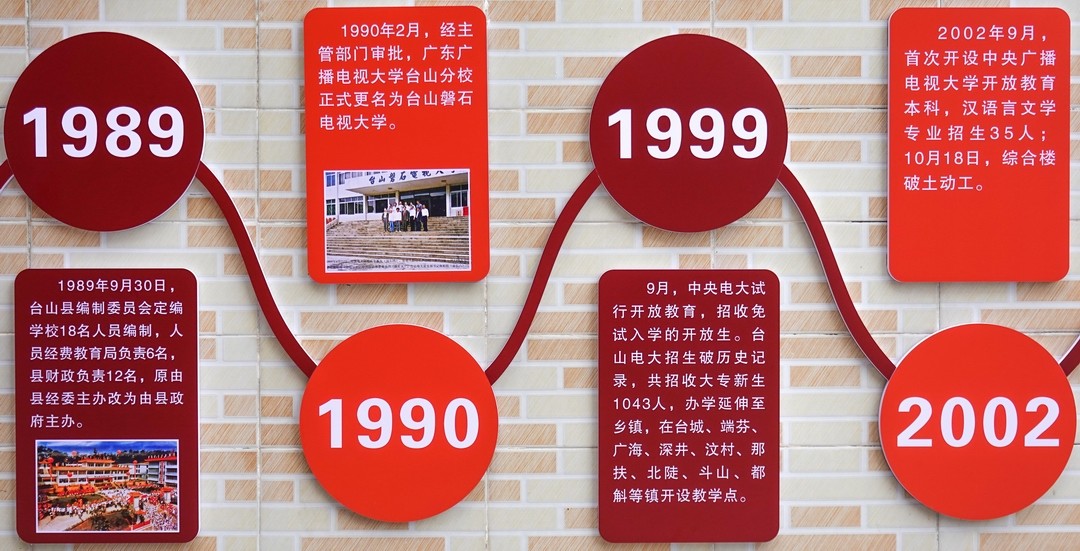 1989
1989年9月30日，
台山县编制委员会定编
学校18名人员编制，人
员经费教育局负责6名，
县财政负责12名，原由
县经委主办改为由县政
府主办。
1990年2月，经主
管部门审批，广东广
播电视大学台山分校
正式更名为台山磐石
电视大学。
台山磐石電視大學
1990
1999
9月，中央电大试
行开放教育，招收免
试入学的开放生。台
山电大招生破历史记
录，共招收大专新生
1043人，办学延伸至
乡镇，在台城、端芬、
广海、深井、汶村、那
扶、北陡、斗山、都
斛等镇开设教学点。
2002年9月，
首次开设中央广播
电视大学开放教育
本科，汉语言文学
专业招生35人；
10月18日，综合楼
破土动工。
2002